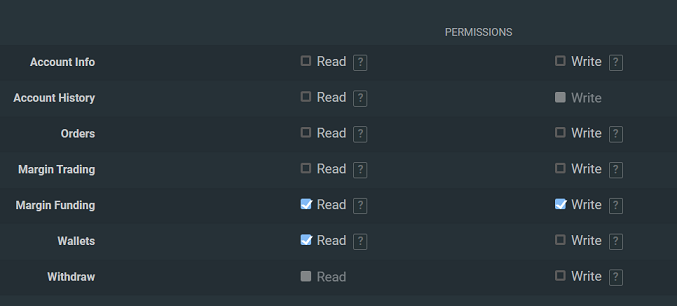 PERMISSIONS
Account Info Read ? Write ?
Account History Read ? Write
Orders Read ? Write ?
Margin Trading Read ? Write ?
Margin Funding Read ? Write ?
Wallets Read ? Write ?
Withdraw Read Write ?